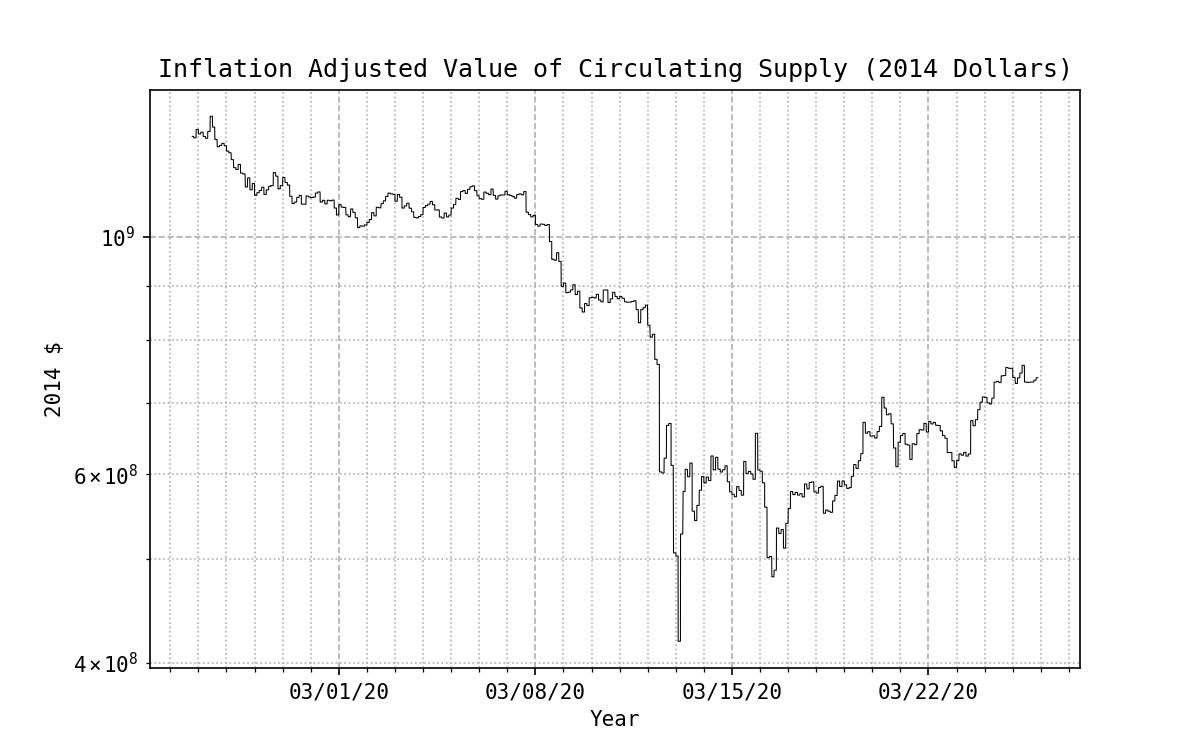 Inflation Adjusted Value of Circulating Supply (2014 Dollars)
2014 $
10⁹
6×10⁸
4×10⁸
03/01/20 03/08/20 03/15/20 03/22/20
Year